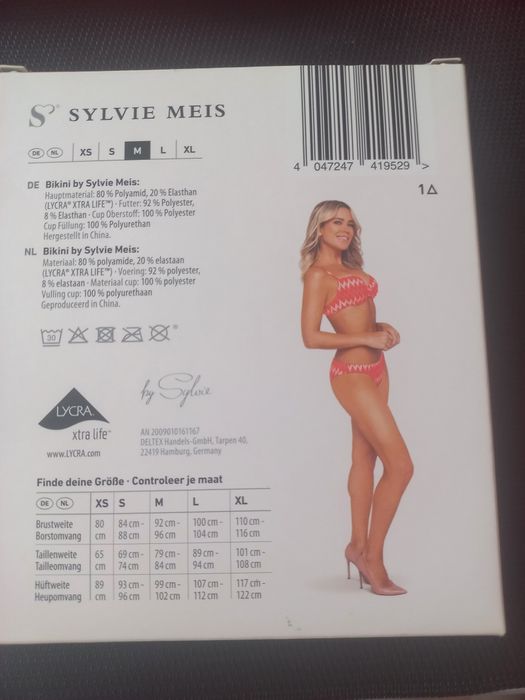 S® SYLVIE MEIS
DE NL XS S M L XL
4 047247 419529 >
1
DE Bikini by Sylvie Meis:
Hauptmaterial: 80 % Polyamid, 20 % Elasthan
(LYCRA® XTRA LIFE™) · Futter: 92 % Polyester,
8 % Elasthan · Cup Oberstoff: 100 % Polyester
Cup Füllung: 100 % Polyurethan
Hergestellt in China.
NL Bikini by Sylvie Meis:
Materiaal: 80 % polyamide, 20 % elastaan
(LYCRA® XTRA LIFE™) · Voering: 92 % polyester,
8 % elastaan · Materiaal cup: 100 % polyester
Vulling cup: 100 % polyurethaan
Geproduceerd in China.
30
by Sylvie
LYCRA.
xtra life™
www.LYCRA.com
AN 2009010161167
DELTEX Handels-GmbH, Tarpen 40,
22419 Hamburg, Germany
Finde deine Größe · Controleer je maat
DE NL XS S M L XL
Brustweite 80 84 cm - 92 cm - 100 cm - 110 cm -
Borstomvang cm 88 cm 96 cm 104 cm 116 cm
Taillenweite 65 69 cm - 79 cm - 89 cm - 101 cm -
Tailleomvang cm 74 cm 84 cm 94 cm 108 cm
Hüftweite 89 93 cm - 99 cm - 107 cm - 117 cm -
Heupomvang cm 96 cm 102 cm 112 cm 122 cm